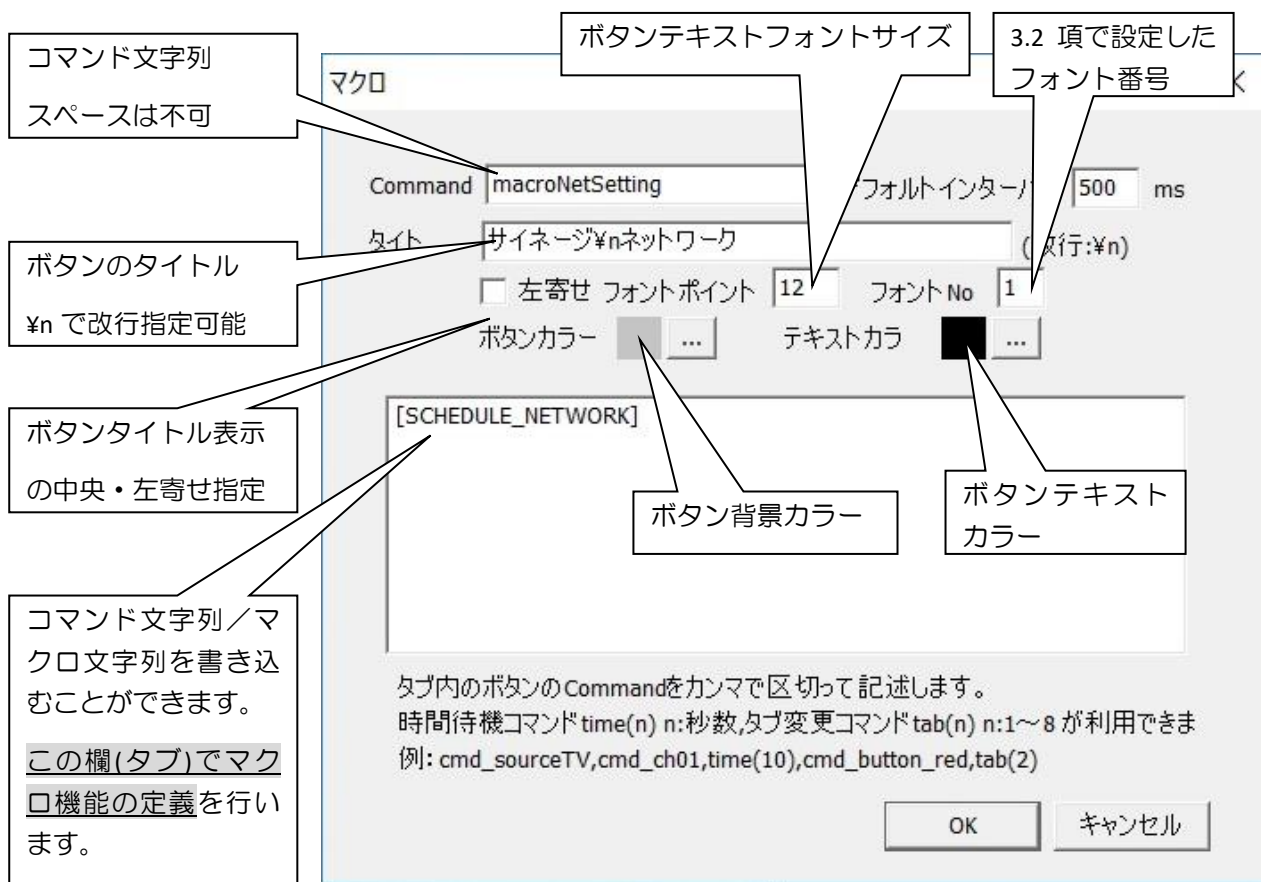 コマンド文字列
スペースは不可
ボタンのタイトル
¥n で改行指定可能
ボタンタイトル表示
の中央・左寄せ指定
コマンド文字列／マ
クロ文字列を書き込
むことができます。
この欄(タブ)でマク
ロ機能の定義を行い
ます。
ボタンテキストフォントサイズ
3.2 項で設定した
フォント番号
マクロ
Command macroNetSetting フォルトインター 500 ms
タイト サイネージ¥nネットワーク 行:¥n)
左寄せ フォントポイント 12 フォントNo 1
ボタンカラー ... テキストカラ ...
[SCHEDULE_NETWORK]
ボタン背景カラー
ボタンテキスト
カラー
タブ内のボタンのCommandをカンマで区切って記述します。
時間待機コマンドtime(n) n:秒数,タブ変更コマンドtab(n) n:1～8 が利用できま
例: cmd_sourceTV,cmd_ch01,time(10),cmd_button_red,tab(2)
OK キャンセル